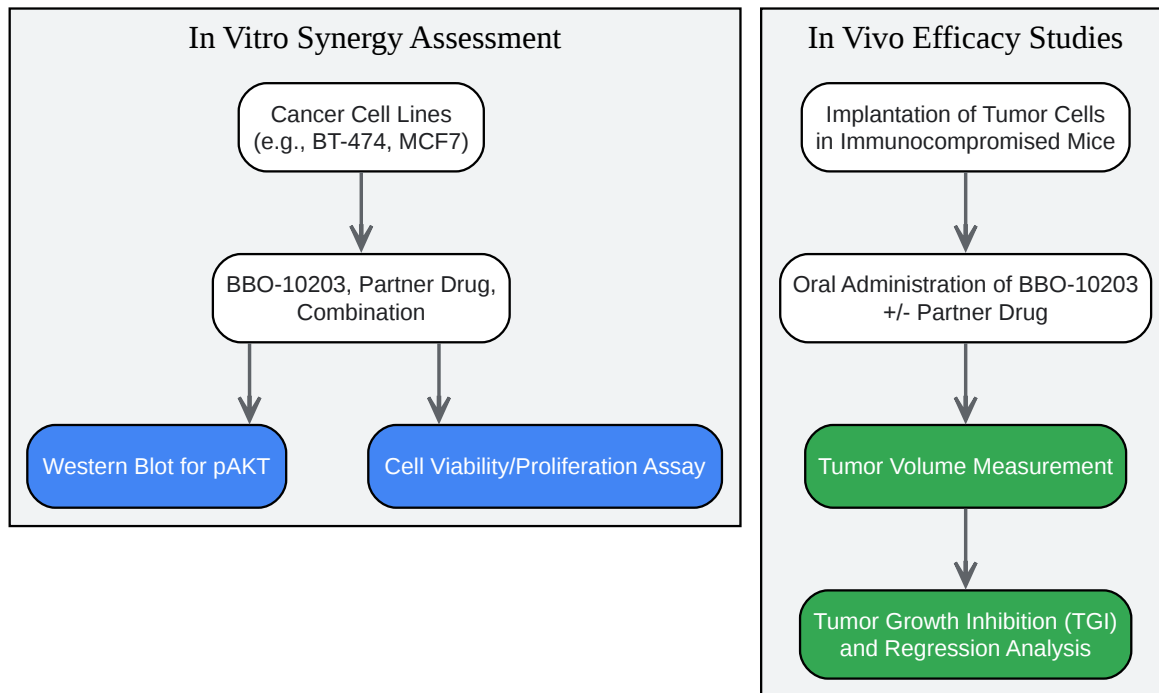 In Vitro Synergy Assessment
Cancer Cell Lines
(e.g., BT-474, MCF7)
BBO-10203, Partner Drug,
Combination
Western Blot for pAKT
Cell Viability/Proliferation Assay
In Vivo Efficacy Studies
Implantation of Tumor Cells
in Immunocompromised Mice
Oral Administration of BBO-10203
+/- Partner Drug
Tumor Volume Measurement
Tumor Growth Inhibition (TGI)
and Regression Analysis